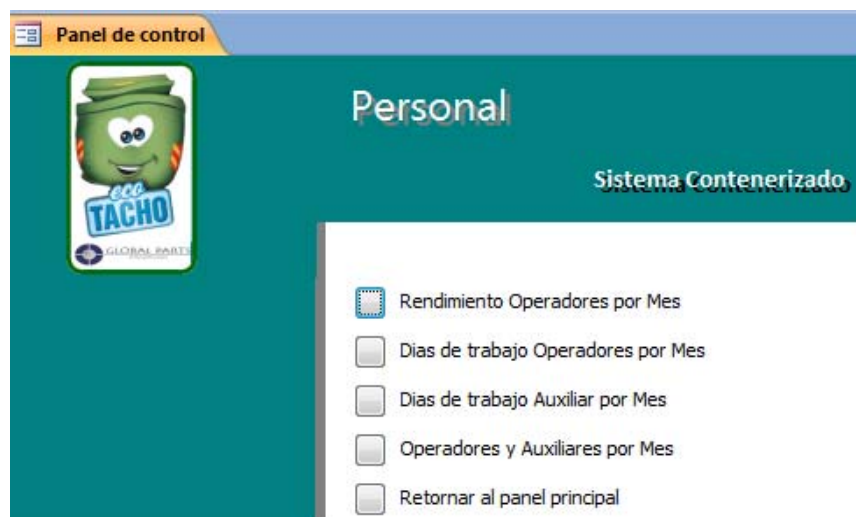 Panel de control
Personal
Sistema Contenerizado
eco
TACHO
GLOBAL PARTS
Rendimiento Operadores por Mes
Dias de trabajo Operadores por Mes
Dias de trabajo Auxiliar por Mes
Operadores y Auxiliares por Mes
Retornar al panel principal